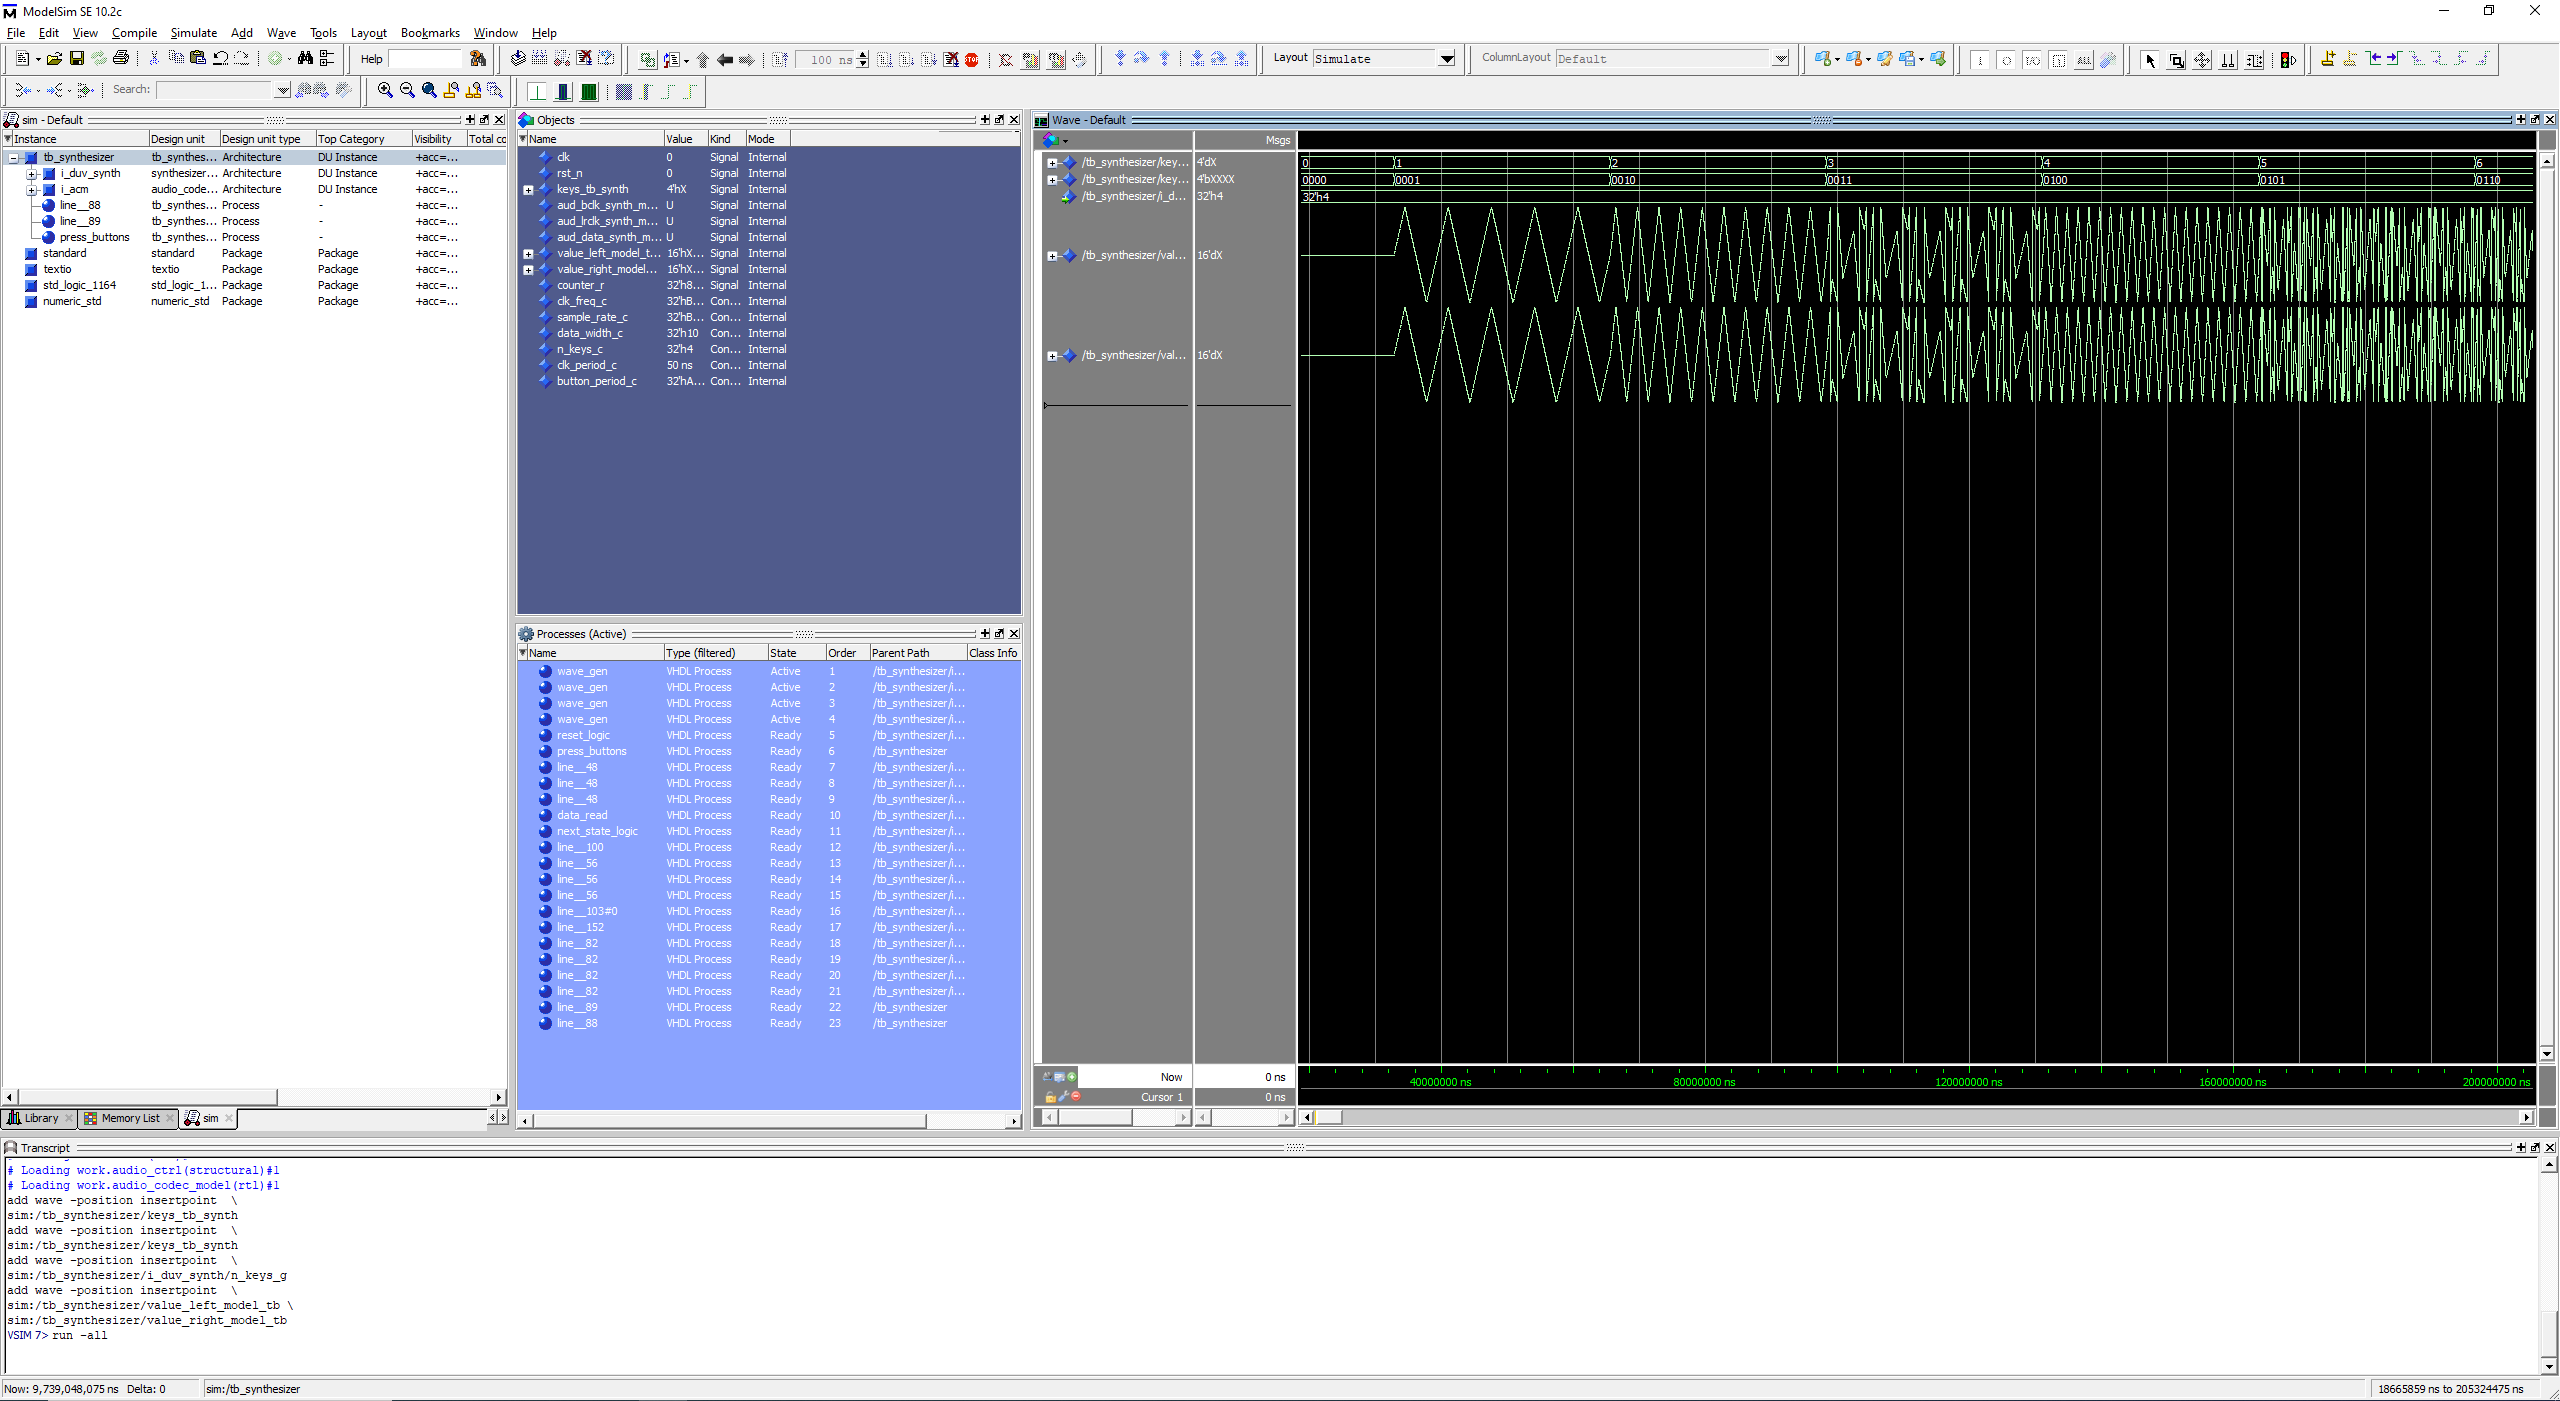 ModelSim SE 10.2c
File Edit View Compile Simulate Add Wave Tools Layout Bookmarks Window Help
Help
100 ns
Layout Simulate
ColumnLayout Default
Search:
sim - Default
Instance Design unit Design unit type Top Category Visibility Total co
tb_synthesizer tb_synthes... Architecture DU Instance +acc=...
i_duv_synth synthesizer... Architecture DU Instance +acc=...
i_acm audio_code... Architecture DU Instance +acc=...
line__88 tb_synthes... Process - +acc=...
line__89 tb_synthes... Process - +acc=...
press_buttons tb_synthes... Process - +acc=...
standard standard Package Package +acc=...
textio textio Package Package +acc=...
std_logic_1164 std_logic_1... Package Package +acc=...
numeric_std numeric_std Package Package +acc=...
Library Memory List sim
Objects
Name Value Kind Mode
clk 0 Signal Internal
rst_n 0 Signal Internal
keys_tb_synth 4'hX Signal Internal
aud_bclk_synth_m... U Signal Internal
aud_lrclk_synth_m... U Signal Internal
aud_data_synth_m... U Signal Internal
value_left_model_t... 16'hX... Signal Internal
value_right_model... 16'hX... Signal Internal
counter_r 32'h8... Signal Internal
clk_freq_c 32'hB... Con... Internal
sample_rate_c 32'hB... Con... Internal
data_width_c 32'h10 Con... Internal
n_keys_c 32'h4 Con... Internal
clk_period_c 50 ns Con... Internal
button_period_c 32'hA... Con... Internal
Processes (Active)
Name Type (filtered) State Order Parent Path Class Info
wave_gen VHDL Process Active 1 /tb_synthesizer/i...
wave_gen VHDL Process Active 2 /tb_synthesizer/i...
wave_gen VHDL Process Active 3 /tb_synthesizer/i...
wave_gen VHDL Process Active 4 /tb_synthesizer/i...
reset_logic VHDL Process Ready 5 /tb_synthesizer/i...
press_buttons VHDL Process Ready 6 /tb_synthesizer
line__48 VHDL Process Ready 7 /tb_synthesizer/i...
line__48 VHDL Process Ready 8 /tb_synthesizer/i...
line__48 VHDL Process Ready 9 /tb_synthesizer/i...
data_read VHDL Process Ready 10 /tb_synthesizer/i...
next_state_logic VHDL Process Ready 11 /tb_synthesizer/i...
line__100 VHDL Process Ready 12 /tb_synthesizer/i...
line__56 VHDL Process Ready 13 /tb_synthesizer/i...
line__56 VHDL Process Ready 14 /tb_synthesizer/i...
line__56 VHDL Process Ready 15 /tb_synthesizer/i...
line__103#0 VHDL Process Ready 16 /tb_synthesizer/i...
line__152 VHDL Process Ready 17 /tb_synthesizer/i...
line__82 VHDL Process Ready 18 /tb_synthesizer/i...
line__82 VHDL Process Ready 19 /tb_synthesizer/i...
line__82 VHDL Process Ready 20 /tb_synthesizer/i...
line__82 VHDL Process Ready 21 /tb_synthesizer/i...
line__89 VHDL Process Ready 22 /tb_synthesizer
line__88 VHDL Process Ready 23 /tb_synthesizer
Wave - Default
Msgs
/tb_synthesizer/key... 4'dX 0 1 2 3 4 5 6
/tb_synthesizer/key... 4'bXXXX 0000 0001 0010 0011 0100 0101 0110
/tb_synthesizer/i_d... 32'h4 32'h4
/tb_synthesizer/val... 16'dX
/tb_synthesizer/val... 16'dX
Now 0 ns
40000000 ns 80000000 ns 120000000 ns 160000000 ns 200000000 ns
Cursor 1 0 ns
Transcript
# Loading work.audio_ctrl(structural)#1
# Loading work.audio_codec_model(rtl)#1
add wave -position insertpoint \
sim:/tb_synthesizer/keys_tb_synth
add wave -position insertpoint \
sim:/tb_synthesizer/keys_tb_synth
add wave -position insertpoint \
sim:/tb_synthesizer/i_duv_synth/n_keys_g
add wave -position insertpoint \
sim:/tb_synthesizer/value_left_model_tb \
sim:/tb_synthesizer/value_right_model_tb
VSIM 7> run -all
Now: 9,739,048,075 ns Delta: 0 sim:/tb_synthesizer 18665859 ns to 205324475 ns